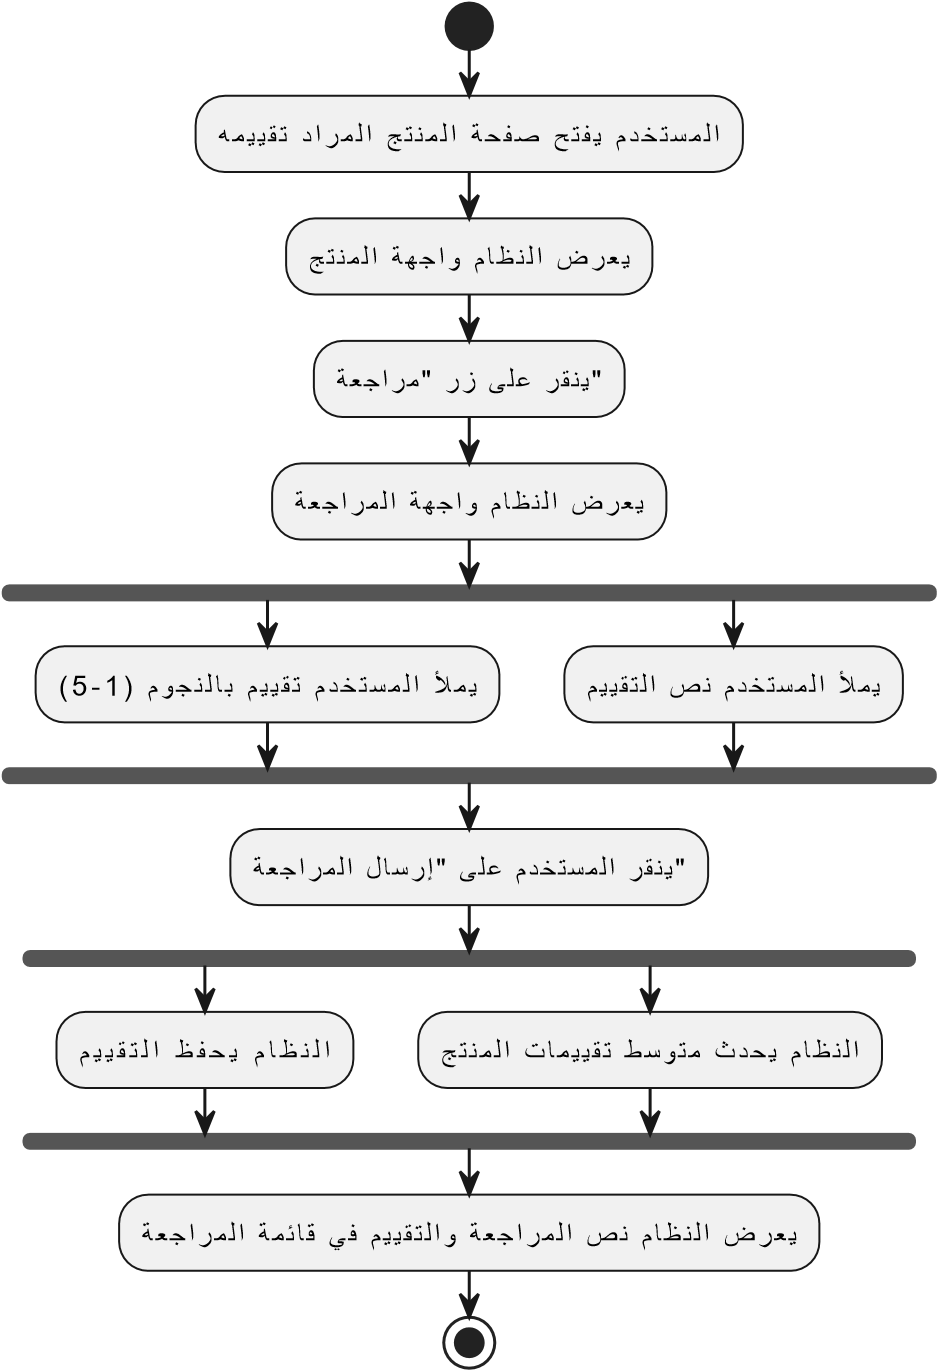 المستخدم يفتح صفحة المنتج المراد تقييمه
يعرض النظام واجهة المنتج
ينقر على زر "مراجعة"
يعرض النظام واجهة المراجعة
يملأ المستخدم نص التقييم
يملأ المستخدم تقييم بالنجوم (1-5)
ينقر المستخدم على "إرسال المراجعة"
النظام يحدث متوسط تقييمات المنتج
النظام يحفظ التقييم
يعرض النظام نص المراجعة والتقييم في قائمة المراجعة